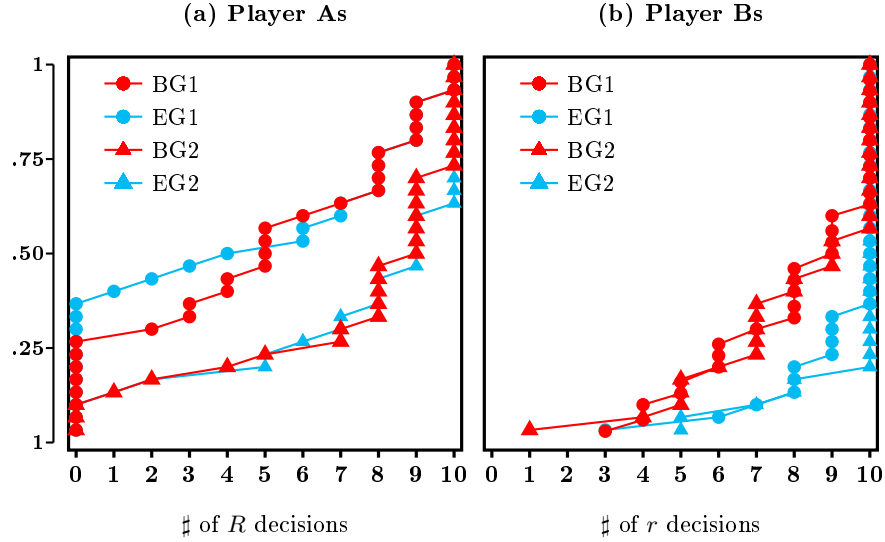 (a) Player As
(b) Player Bs
1
.75
.50
.25
1
BG1
EG1
BG2
EG2
BG1
EG1
BG2
EG2
0 1 2 3 4 5 6 7 8 9 10
0 1 2 3 4 5 6 7 8 9 10
♯ of R decisions
♯ of r decisions